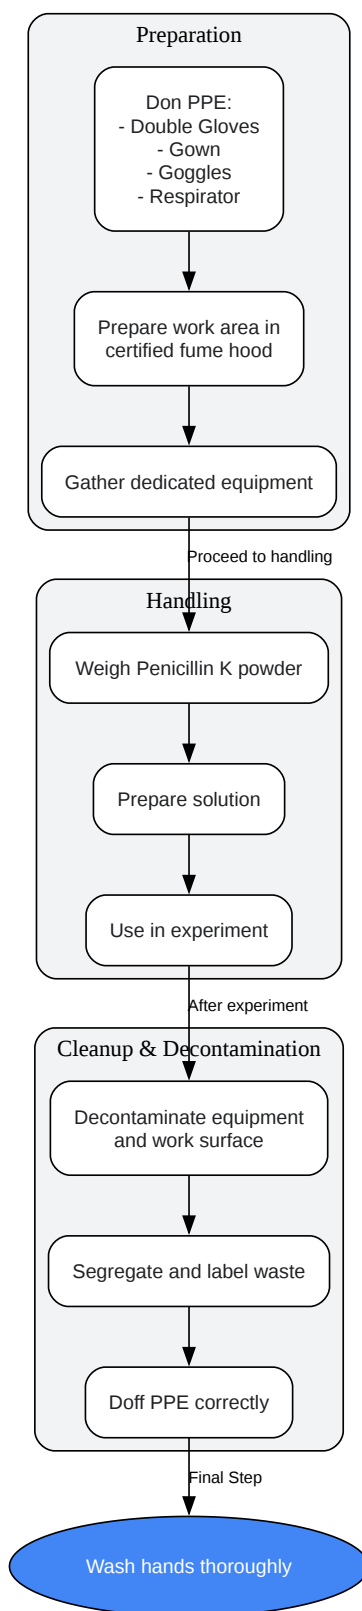 Preparation
Don PPE:
- Double Gloves
- Gown
- Goggles
- Respirator
Prepare work area in
certified fume hood
Gather dedicated equipment
Proceed to handling
Handling
Weigh Penicillin K powder
Prepare solution
Use in experiment
After experiment
Cleanup & Decontamination
Decontaminate equipment
and work surface
Segregate and label waste
Doff PPE correctly
Final Step
Wash hands thoroughly